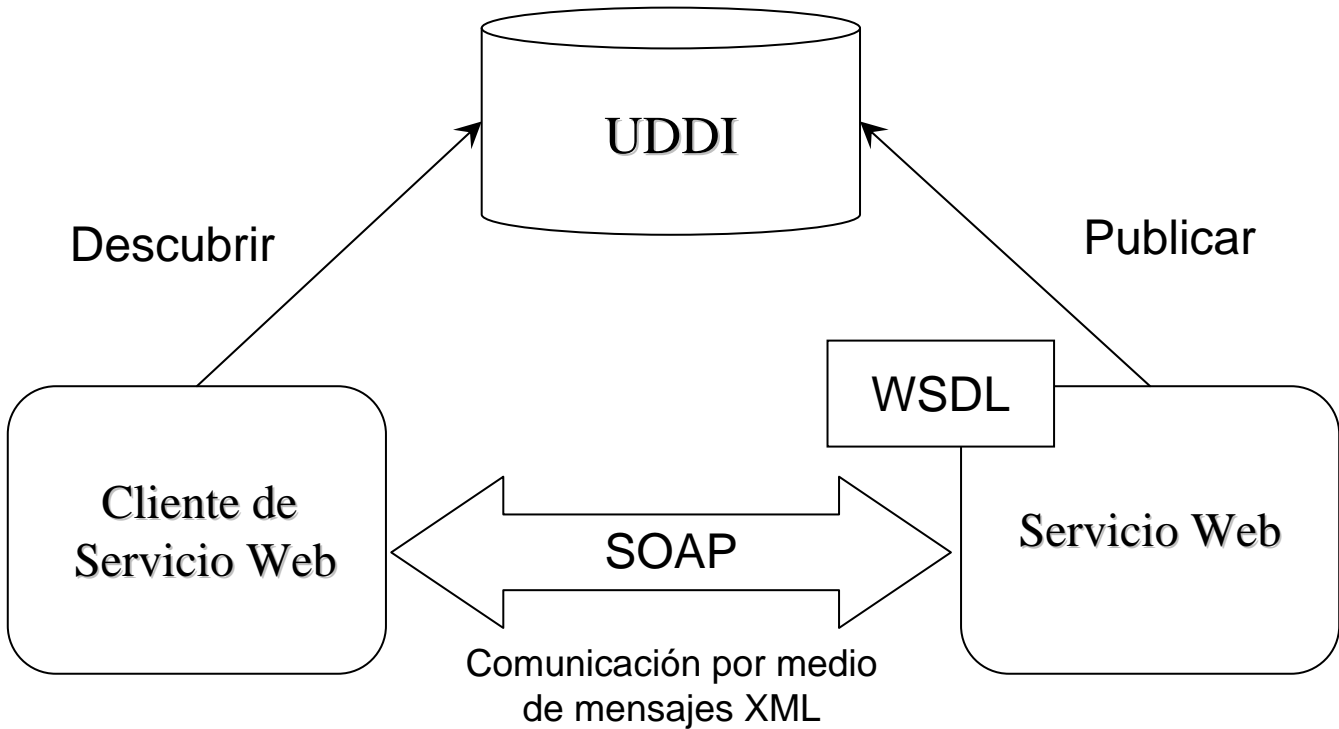 UDDI
Descubrir
Publicar
WSDL
Cliente de
Servicio Web
SOAP
Servicio Web
Comunicación por medio
de mensajes XML